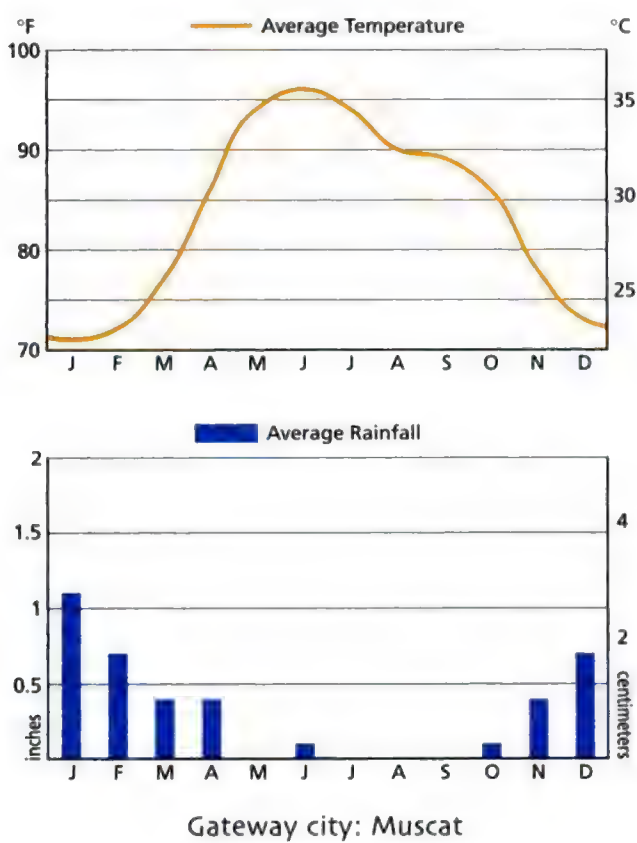 °F Average Temperature °C
100
35
90
30
80
25
70
J F M A M J J A S O N D
Average Rainfall
2
4
1.5
1
2
0.5
inches
centimeters
J F M A M J J A S O N D
Gateway city: Muscat